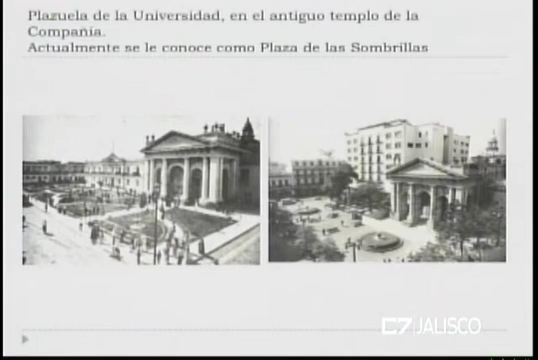 Plazuela de la Universidad, en el antiguo templo de la
Compañía.
Actualmente se le conoce como Plaza de las Sombrillas
C7 JALISCO